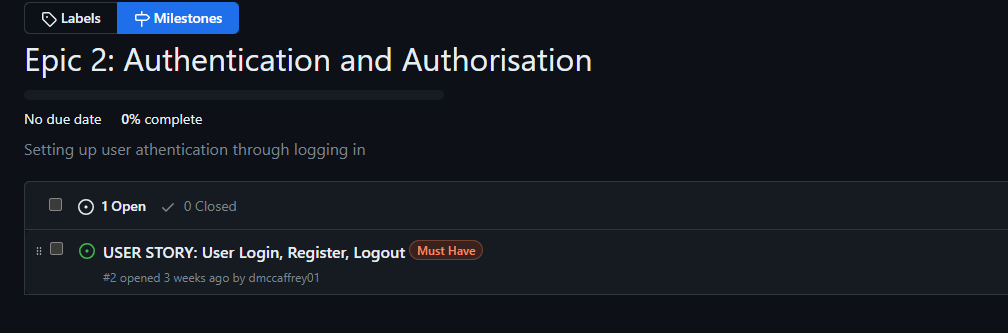 Labels Milestones
Epic 2: Authentication and Authorisation
No due date 0% complete
Setting up user athentication through logging in
1 Open 0 Closed
USER STORY: User Login, Register, Logout Must Have
#2 opened 3 weeks ago by dmccaffrey01